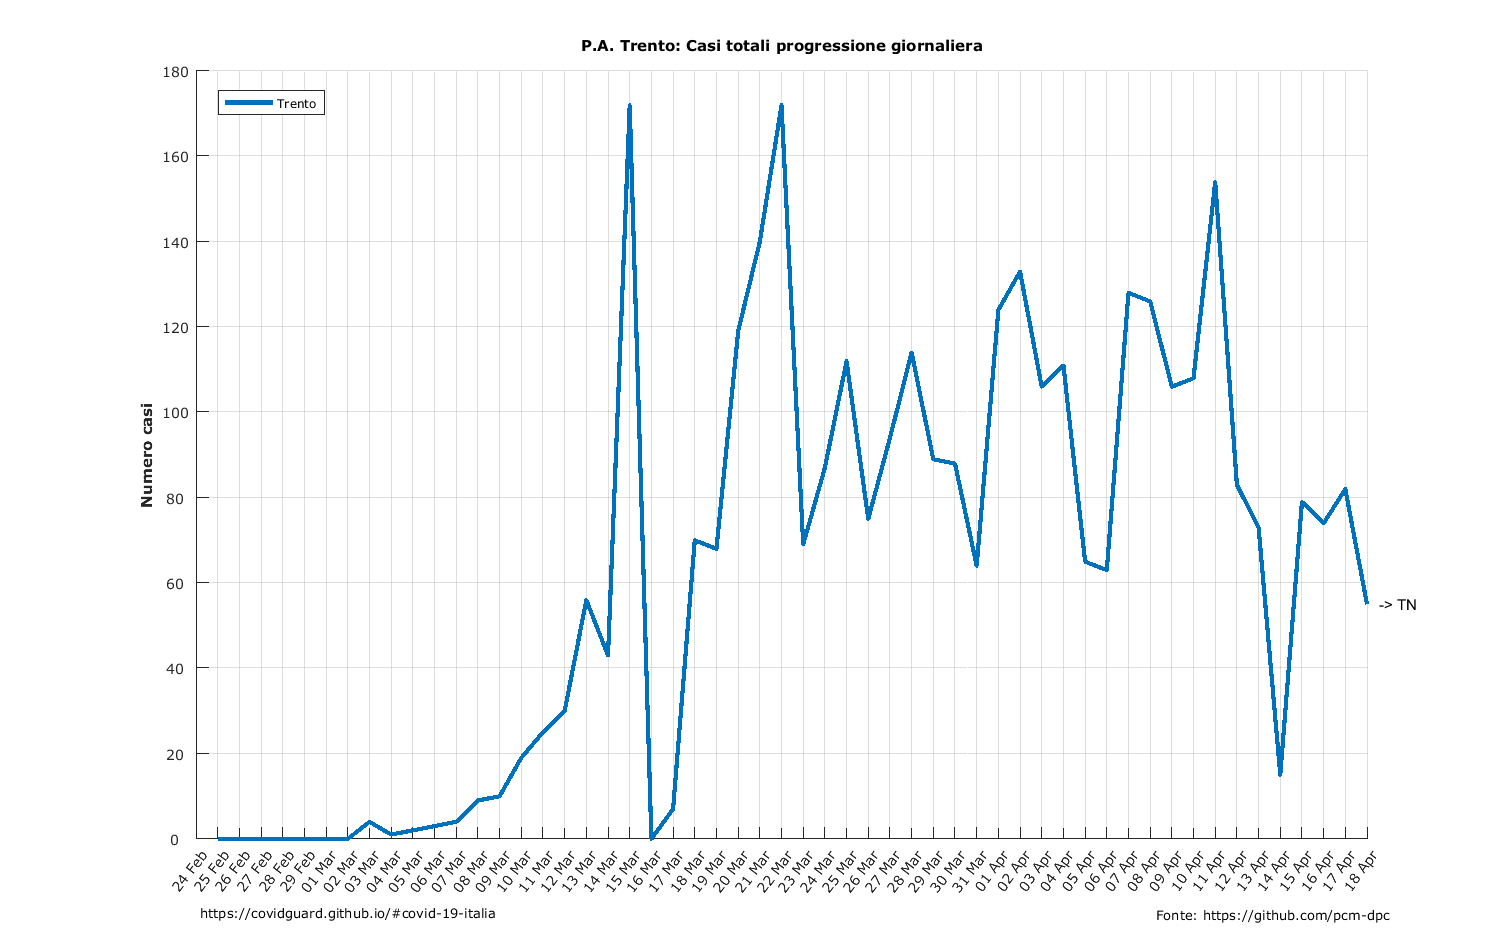 P.A. Trento: Casi totali progressione giornaliera
Trento
Numero casi
180
160
140
120
100
80
60
40
20
0
-> TN
24 Feb
25 Feb
26 Feb
27 Feb
28 Feb
29 Feb
01 Mar
02 Mar
03 Mar
04 Mar
05 Mar
06 Mar
07 Mar
08 Mar
09 Mar
10 Mar
11 Mar
12 Mar
13 Mar
14 Mar
15 Mar
16 Mar
17 Mar
18 Mar
19 Mar
20 Mar
21 Mar
22 Mar
23 Mar
24 Mar
25 Mar
26 Mar
27 Mar
28 Mar
29 Mar
30 Mar
31 Mar
01 Apr
02 Apr
03 Apr
04 Apr
05 Apr
06 Apr
07 Apr
08 Apr
09 Apr
10 Apr
11 Apr
12 Apr
13 Apr
14 Apr
15 Apr
16 Apr
17 Apr
18 Apr
https://covidguard.github.io/#covid-19-italia
Fonte: https://github.com/pcm-dpc